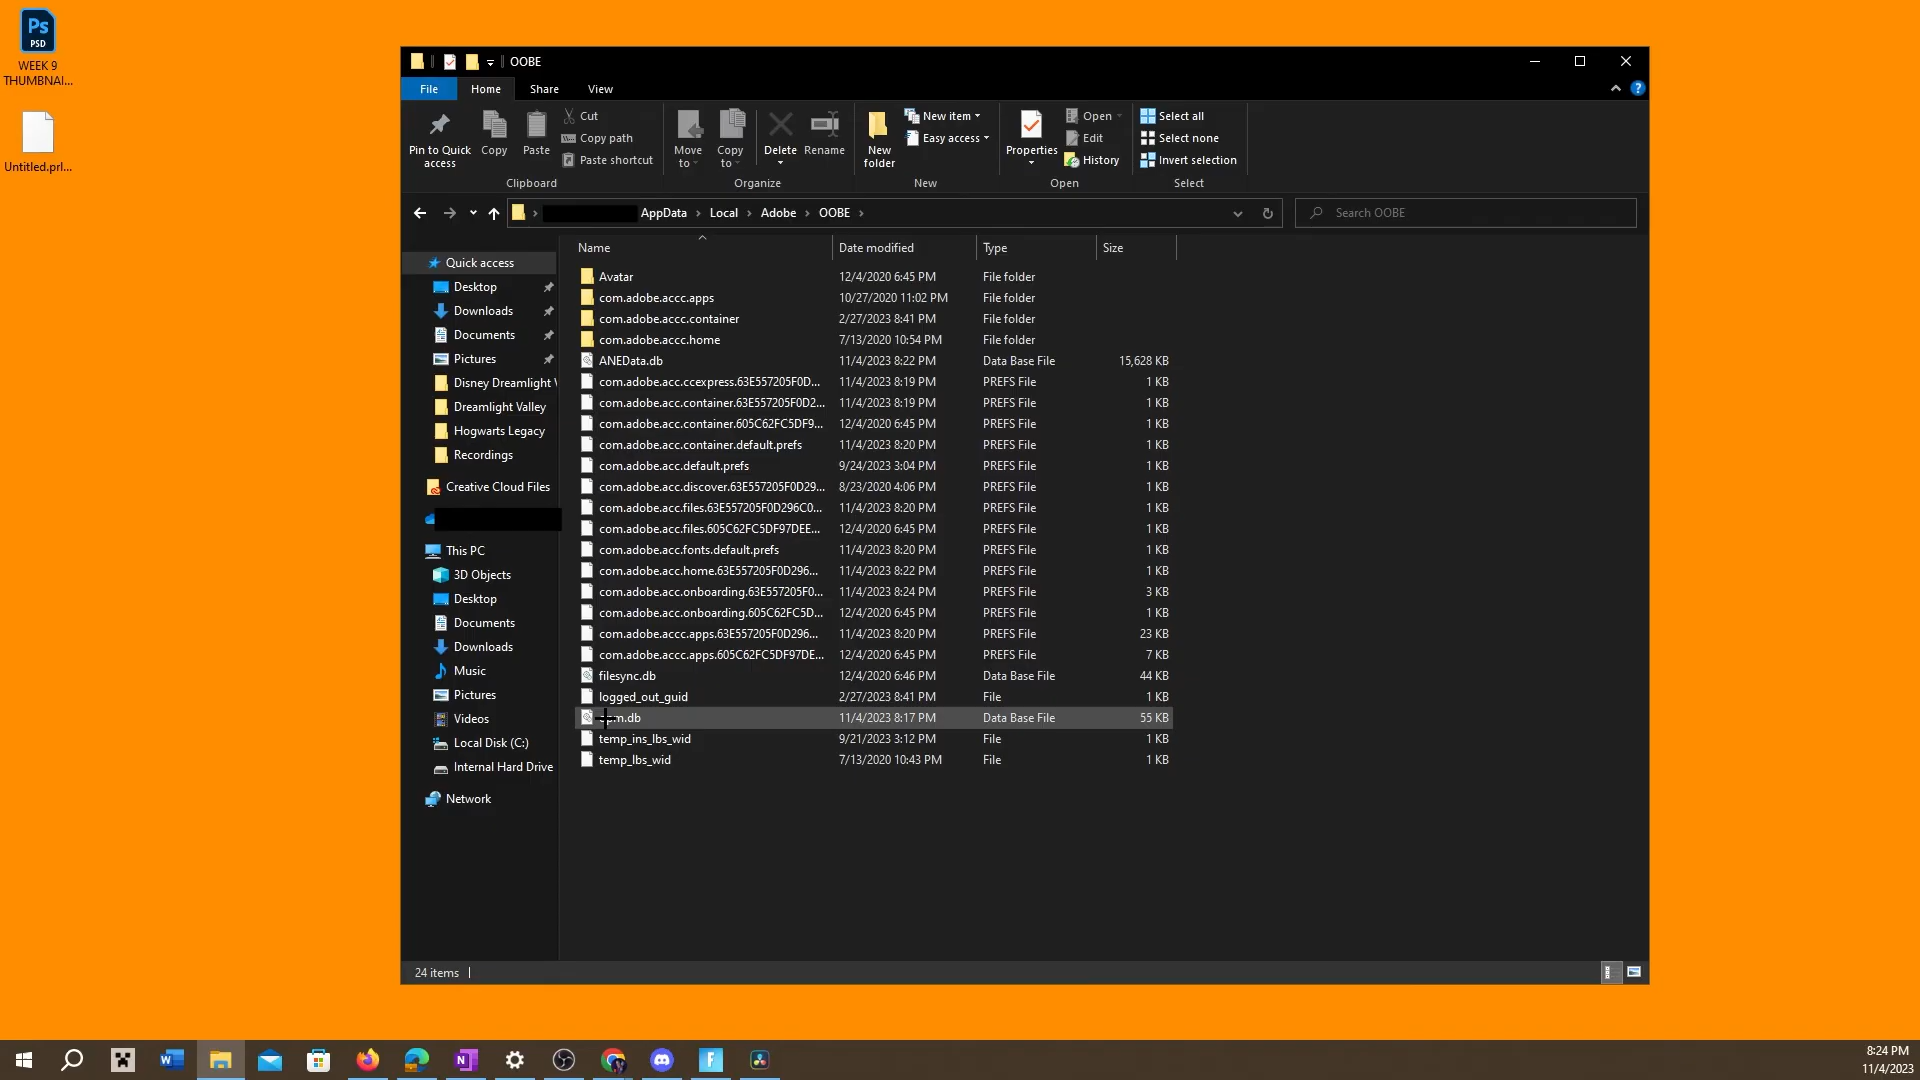 Ps
PSD
WEEK 9
THUMBNAI...
Untitled.prl...
OOBE
File
Home
Share
View
?
Pin to Quick
access
Copy
Paste
Cut
Copy path
Paste shortcut
Clipboard
Move
to
Copy
to
Delete
Rename
Organize
New
folder
New item
Easy access
New
Properties
Open
Edit
History
Open
Select all
Select none
Invert selection
Select
AppData
Local
Adobe
OOBE
Search OOBE
Name
Date modified
Type
Size
Quick access
Desktop
Downloads
Documents
Pictures
Disney Dreamlight
Dreamlight Valley
Hogwarts Legacy
Recordings
Creative Cloud Files
This PC
3D Objects
Desktop
Documents
Downloads
Music
Pictures
Videos
Local Disk (C:)
Internal Hard Drive
Network
Avatar 12/4/2020 6:45 PM File folder
com.adobe.accc.apps 10/27/2020 11:02 PM File folder
com.adobe.accc.container 2/27/2023 8:41 PM File folder
com.adobe.accc.home 7/13/2020 10:54 PM File folder
ANEData.db 11/4/2023 8:22 PM Data Base File 15,628 KB
com.adobe.acc.ccexpress.63E557205F0D... 11/4/2023 8:19 PM PREFS File 1 KB
com.adobe.acc.container.63E557205F0D2... 11/4/2023 8:19 PM PREFS File 1 KB
com.adobe.acc.container.605C62FC5DF9... 12/4/2020 6:45 PM PREFS File 1 KB
com.adobe.acc.container.default.prefs 11/4/2023 8:20 PM PREFS File 1 KB
com.adobe.acc.default.prefs 9/24/2023 3:04 PM PREFS File 1 KB
com.adobe.acc.discover.63E557205F0D29... 8/23/2020 4:06 PM PREFS File 1 KB
com.adobe.acc.files.63E557205F0D296C0... 11/4/2023 8:20 PM PREFS File 1 KB
com.adobe.acc.files.605C62FC5DF97DEE... 12/4/2020 6:45 PM PREFS File 1 KB
com.adobe.acc.fonts.default.prefs 11/4/2023 8:20 PM PREFS File 1 KB
com.adobe.acc.home.63E557205F0D296... 11/4/2023 8:22 PM PREFS File 1 KB
com.adobe.acc.onboarding.63E557205F0... 11/4/2023 8:24 PM PREFS File 3 KB
com.adobe.acc.onboarding.605C62FC5D... 12/4/2020 6:45 PM PREFS File 1 KB
com.adobe.accc.apps.63E557205F0D296... 11/4/2023 8:20 PM PREFS File 23 KB
com.adobe.accc.apps.605C62FC5DF97DE... 12/4/2020 6:45 PM PREFS File 7 KB
filesync.db 12/4/2020 6:46 PM Data Base File 44 KB
logged_out_guid 2/27/2023 8:41 PM File 1 KB
m.db 11/4/2023 8:17 PM Data Base File 55 KB
temp_ins_lbs_wid 9/21/2023 3:12 PM File 1 KB
temp_lbs_wid 7/13/2020 10:43 PM File 1 KB
24 items
8:24 PM
11/4/2023